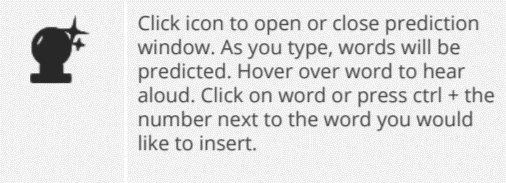 Click icon to open or close prediction
window. As you type, words will be
predicted. Hover over word to hear
aloud. Click on word or press ctrl + the
number next to the word you would
like to insert.